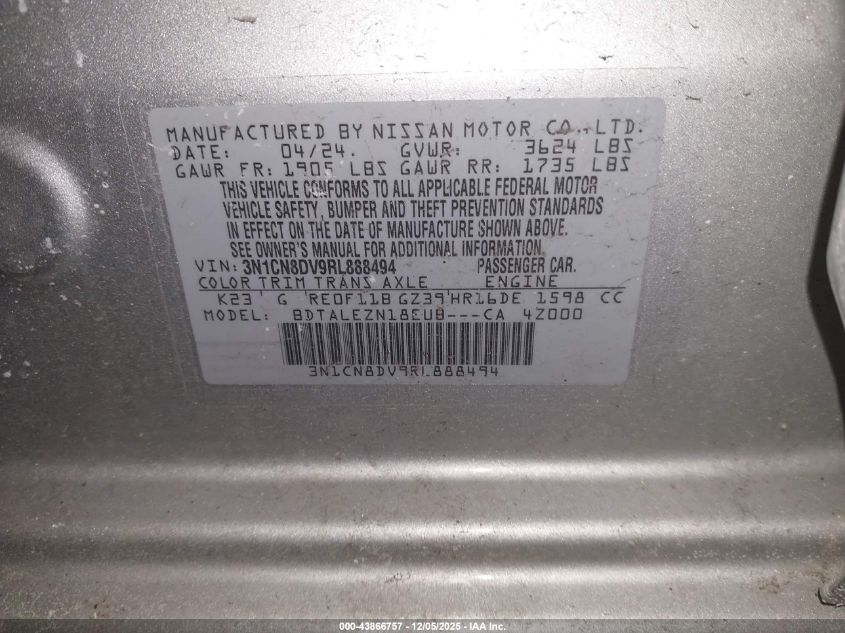 MANUFACTURED BY NISSAN MOTOR CO., LTD.
DATE: 04/24. GVWR: 3624 LBS
GAWR FR: 1905 LBS GAWR RR: 1735 LBS
THIS VEHICLE CONFORMS TO ALL APPLICABLE FEDERAL MOTOR
VEHICLE SAFETY, BUMPER AND THEFT PREVENTION STANDARDS
IN EFFECT ON THE DATE OF MANUFACTURE SHOWN ABOVE.
SEE OWNER'S MANUAL FOR ADDITIONAL INFORMATION.
VIN: 3N1CN8DV9RL888494 PASSENGER CAR.
COLOR TRIM TRANS AXLE ENGINE
K23 G RE0F11B GZ39 HR16DE 1598 CC
MODEL: BDTALEZN18EUB---CA 4Z000
3N1CN8DV9RL888494
000-43866757 - 12/05/2025 - IAA Inc.